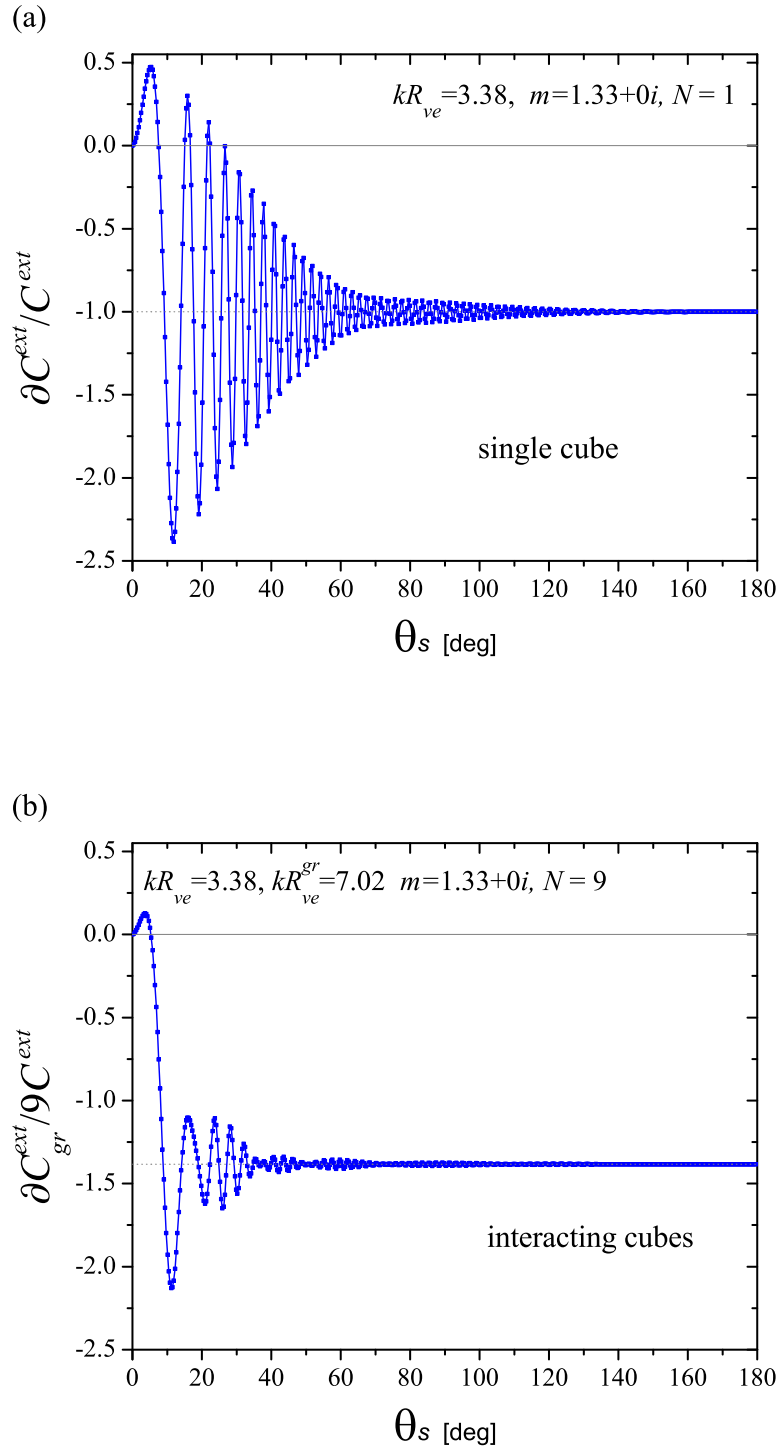 (a)
0.5
kR_ve=3.38, m=1.33+0i, N = 1
0.0
-0.5
∂C^ext/C^ext
-1.0
-1.5
single cube
-2.0
-2.5
0 20 40 60 80 100 120 140 160 180
θ_s [deg]
(b)
0.5
kR_ve=3.38, kR_ve^gr=7.02 m=1.33+0i, N = 9
0.0
-0.5
∂C_gr^ext/9C^ext
-1.0
-1.5
interacting cubes
-2.0
-2.5
0 20 40 60 80 100 120 140 160 180
θ_s [deg]